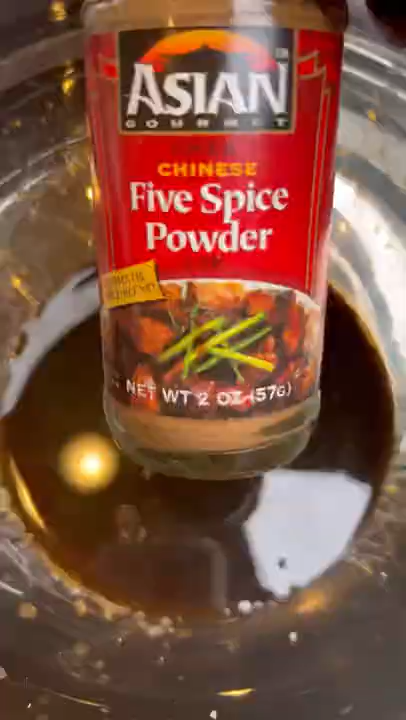 ASIAN
GOURMET
CHINESE
Five Spice
Powder
NET WT 2 OZ (57G)